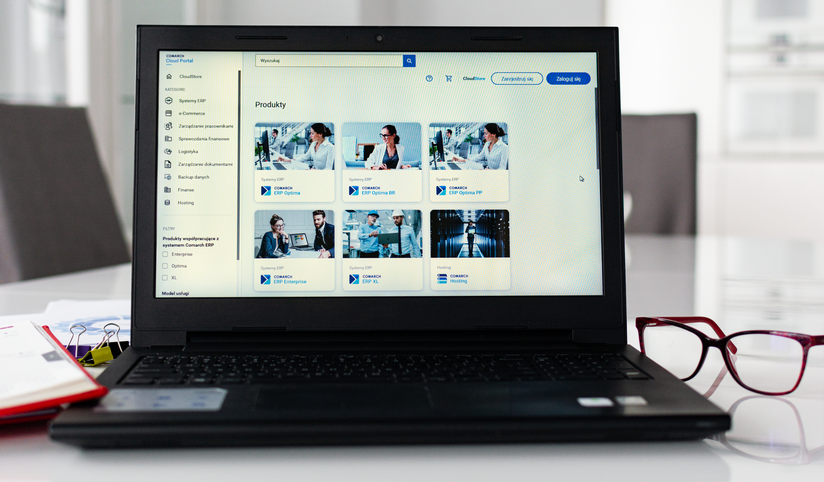 COMARCH
Cloud Portal
CloudStore
KATEGORIE
Systemy ERP
e-Commerce
Zarządzanie pracownikami
Sprawozdania finansowe
Logistyka
Zarządzanie dokumentami
Backup danych
Finanse
Hosting
FILTRY
Produkty współpracujące z
systemem Comarch ERP
Enterprise
Optima
XL
Model usługi
Wyszukaj
CloudStore
Zarejestruj się
Zaloguj się
Produkty
Systemy ERP
COMARCH
ERP Optima
Systemy ERP
COMARCH
ERP Optima BR
Systemy ERP
COMARCH
ERP Optima PP
Systemy ERP
COMARCH
ERP Enterprise
Systemy ERP
COMARCH
ERP XL
Hosting
COMARCH
Hosting